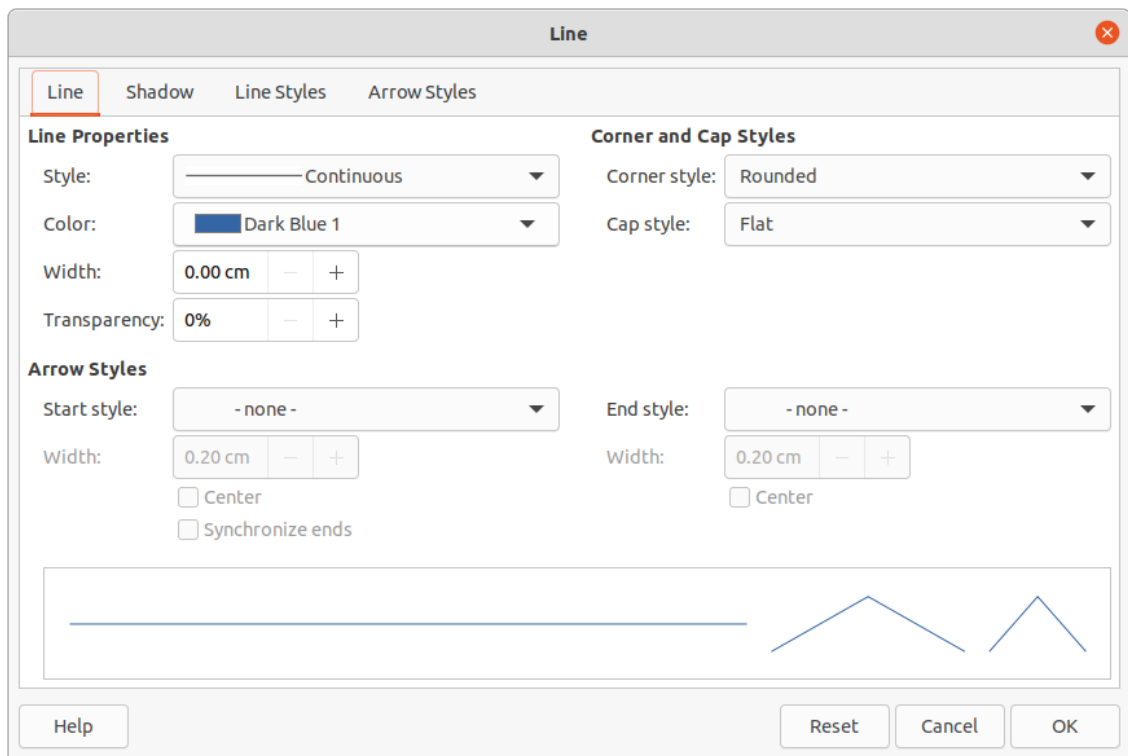 Line
Line Shadow Line Styles Arrow Styles
Line Properties
Style: Continuous
Color: Dark Blue 1
Width: 0.00 cm
Transparency: 0%
Corner and Cap Styles
Corner style: Rounded
Cap style: Flat
Arrow Styles
Start style: - none -
Width: 0.20 cm
Center
Synchronize ends
End style: - none -
Width: 0.20 cm
Center
Help Reset Cancel OK